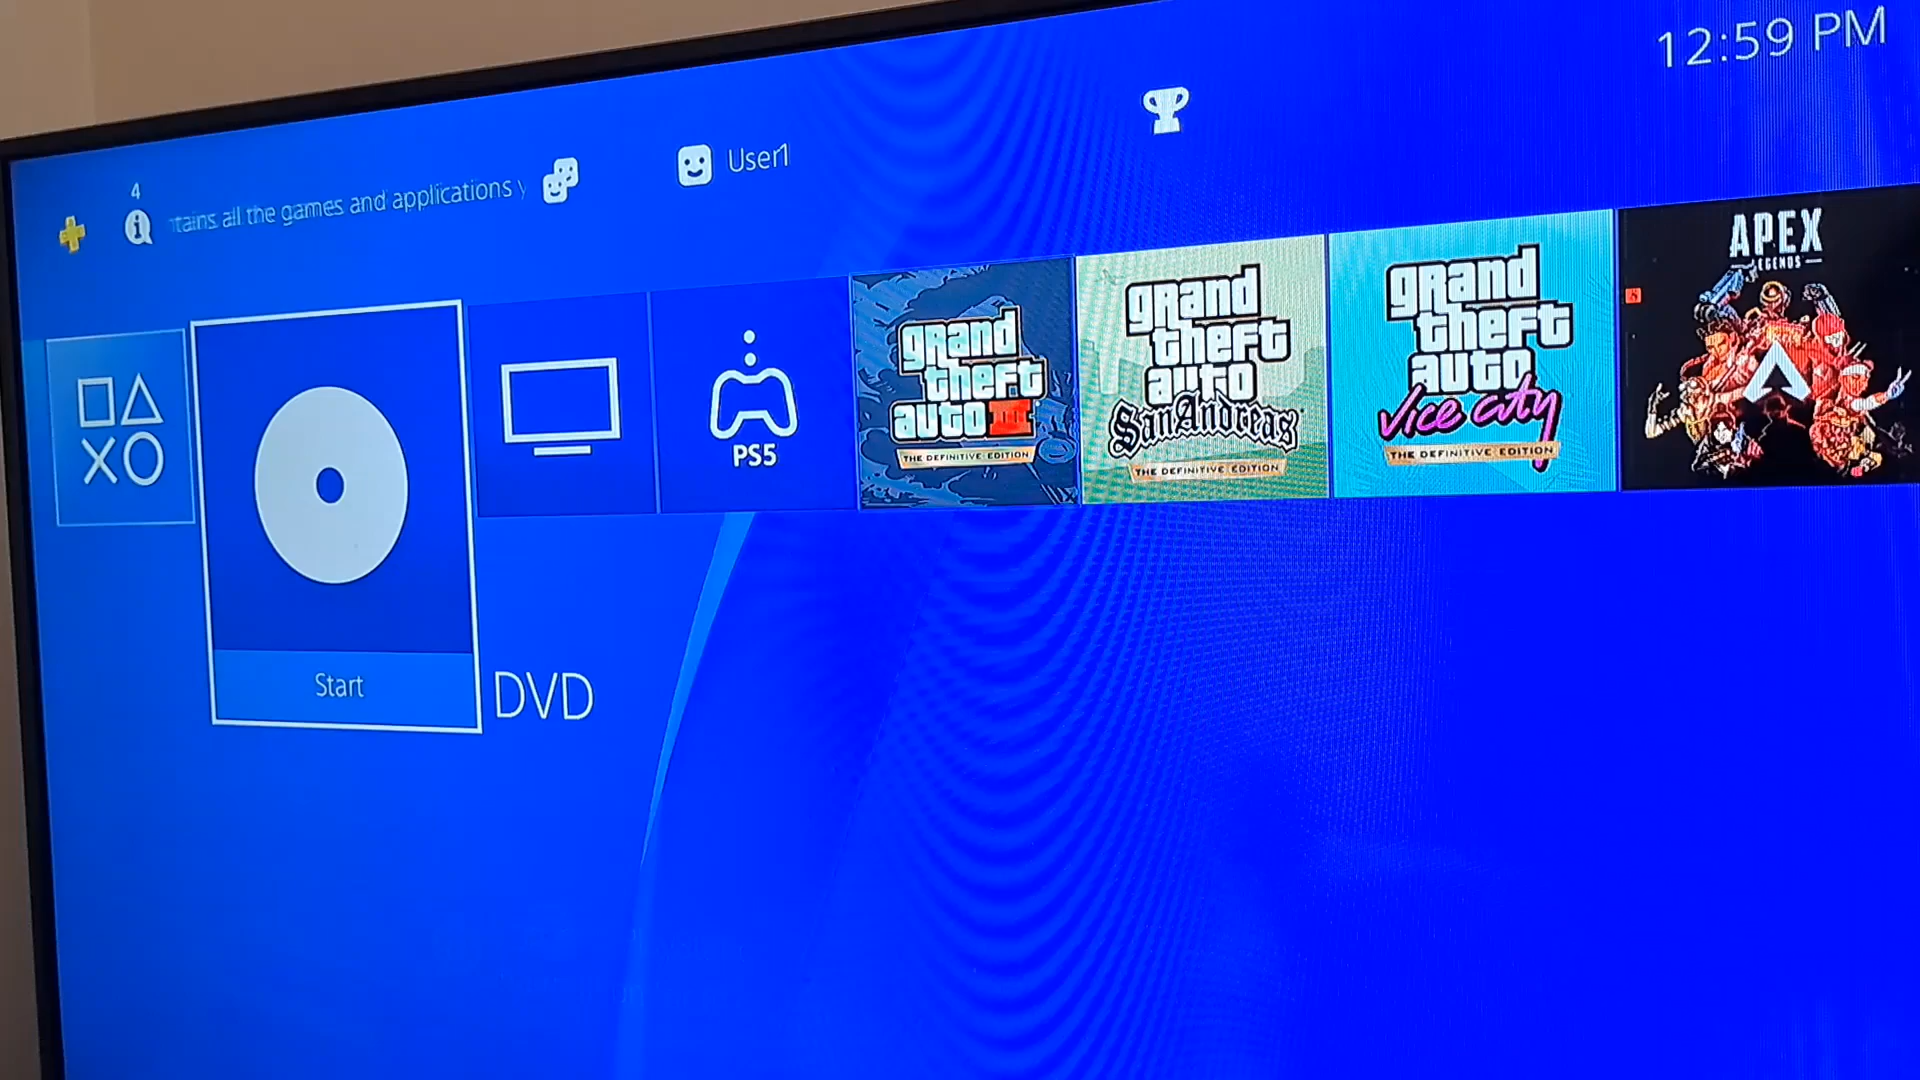 12:59 PM
4
tains all the games and applications y
User1
PS5
grand
theft
auto III
THE DEFINITIVE EDITION
grand
theft
auto
San Andreas
THE DEFINITIVE EDITION
grand
theft
auto
vice city
THE DEFINITIVE EDITION
APEX
LEGENDS
Start
DVD